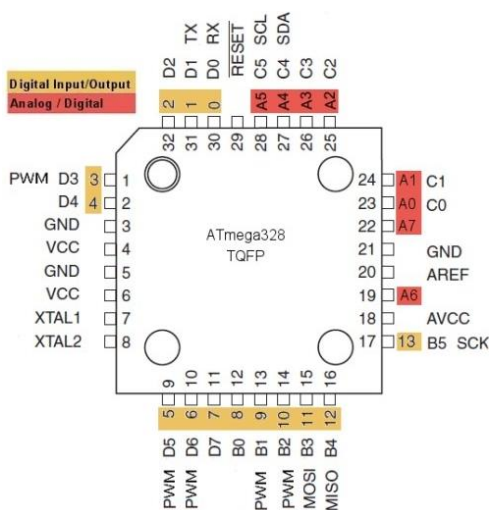 D2 D1 TX D0 RX RESET C5 SCL C4 SDA C3 C2
Digital Input/Output
Analog / Digital
2 1 0 A5 A4 A3 A2
32 31 30 29 28 27 26 25
PWM D3 3 1
D4 4 2
GND 3
VCC 4
GND 5
VCC 6
XTAL1 7
XTAL2 8
ATmega328
TQFP
24 A1 C1
23 A0 C0
22 A7
21 GND
20 AREF
19 A6
18 AVCC
17 13 B5 SCK
9 10 11 12 13 14 15 16
5 6 7 8 9 10 11 12
D5 D6 D7 B0 B1 B2 B3 B4
PWM PWM PWM PWM MOSI MISO